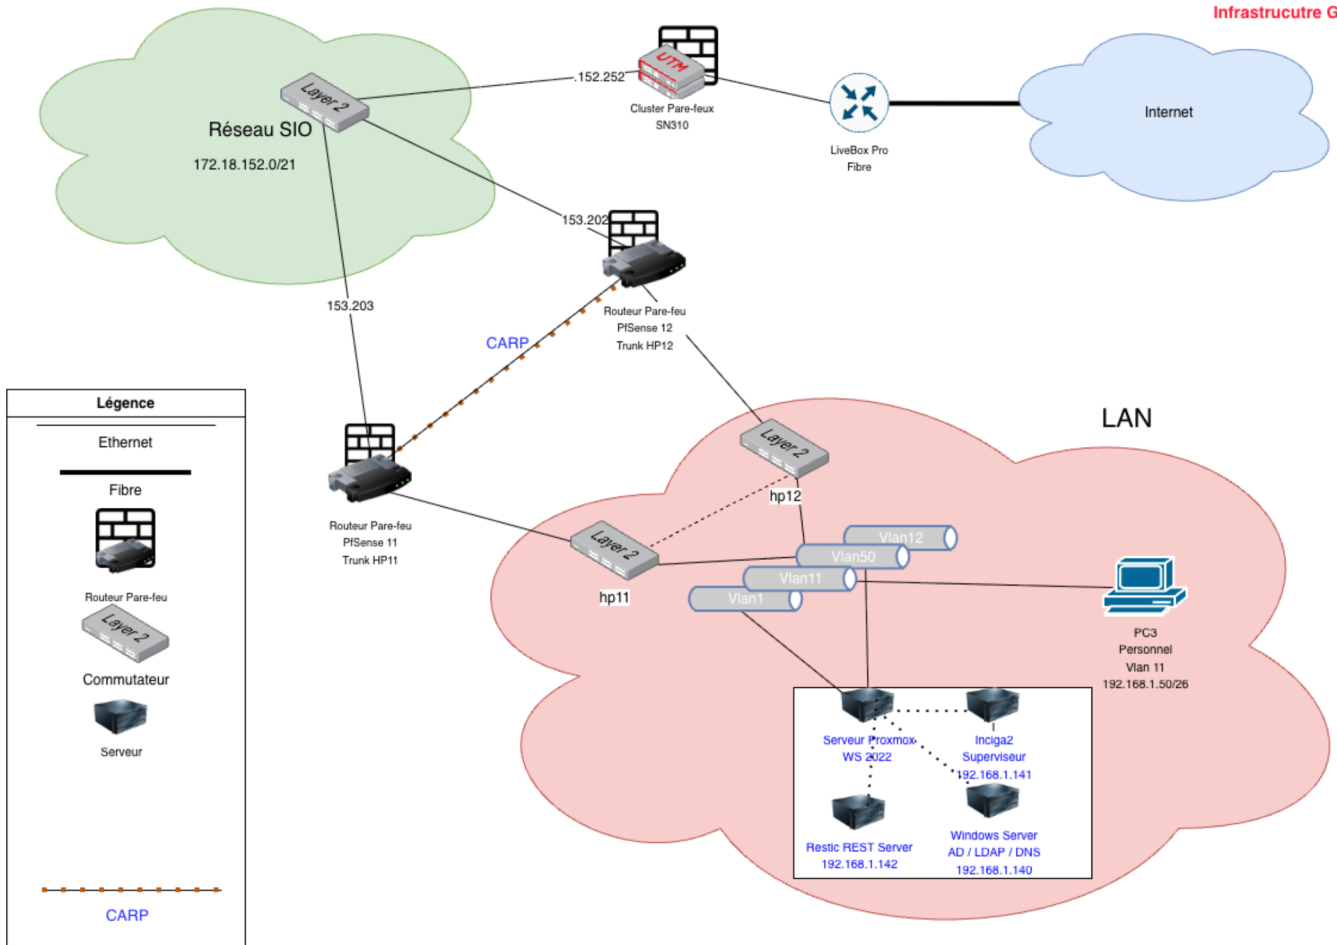 Infrastrucutre G
Layer 2
Réseau SIO
172.18.152.0/21
.152.252
UTM
Cluster Pare-feux
SN310
LiveBox Pro
Fibre
Internet
153.202
153.203
Routeur Pare-feu
PfSense 12
Trunk HP12
CARP
Routeur Pare-feu
PfSense 11
Trunk HP11
LAN
Layer 2
hp12
Layer 2
hp11
Vlan12
Vlan50
Vlan11
Vlan1
PC3
Personnel
Vlan 11
192.168.1.50/26
Serveur Proxmox
WS 2022
Inciga2
Superviseur
192.168.1.141
Restic REST Server
192.168.1.142
Windows Server
AD / LDAP / DNS
192.168.1.140
Légence
Ethernet
Fibre
Routeur Pare-feu
Layer 2
Commutateur
Serveur
CARP